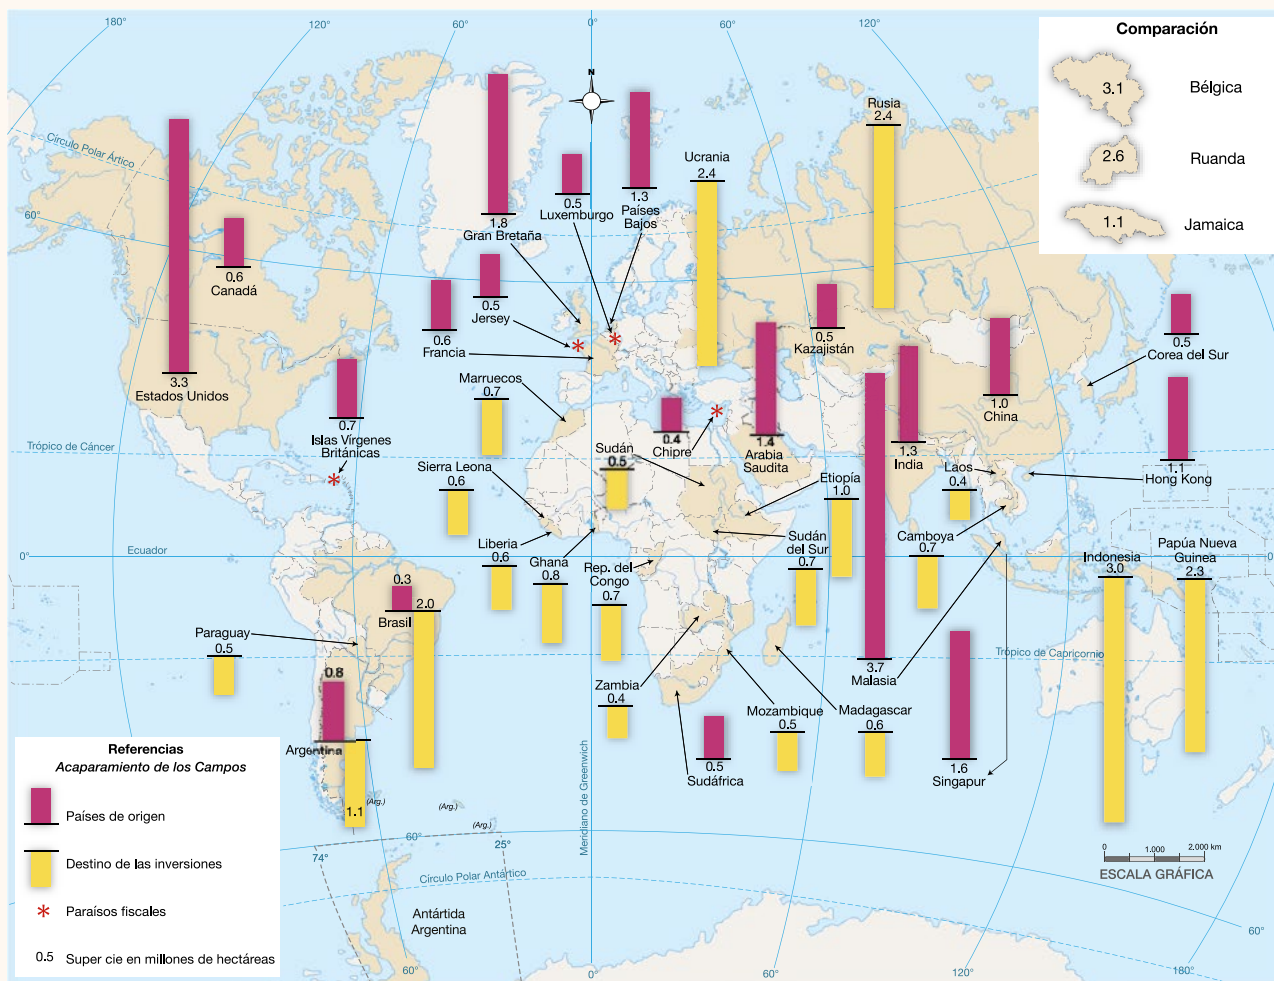 180°
120°
60°
0°
60°
120°
Comparación
3.1
Bélgica
2.6
Ruanda
1.1
Jamaica
N
Círculo Polar Ártico
60°
Rusia
2.4
Ucrania
2.4
1.8
Gran Bretaña
0.5
Luxemburgo
1.3
Países
Bajos
0.6
Canadá
0.5
Jersey
0.6
Francia
0.5
Kazajistán
0.5
Corea del Sur
3.3
Estados Unidos
Marruecos
0.7
0.7
Islas Vírgenes
Británicas
0.4
Chipre
1.4
Arabia
Saudita
1.3
India
1.0
China
1.1
Hong Kong
Trópico de Cáncer
Sierra Leona
0.6
Sudán
0.5
Etiopía
1.0
Laos
0.4
Liberia
0.6
Ghana
0.8
Rep. del
Congo
0.7
Sudán
del Sur
0.7
Camboya
0.7
Indonesia
3.0
Papúa Nueva
Guinea
2.3
0°
Ecuador
0.3
Brasil
2.0
Paraguay
0.5
0.8
Argentina
1.1
Zambia
0.4
Mozambique
0.5
Madagascar
0.6
3.7
Malasia
Trópico de Capricornio
0.5
Sudáfrica
1.6
Singapur
Meridiano de Greenwich
(Arg.)
(Arg.)
(Arg.)
Referencias
Acaparamiento de los Campos
Países de origen
Destino de las inversiones
Paraísos fiscales
0.5 Super cie en millones de hectáreas
60°
74°
25°
Círculo Polar Antártico
Antártida
Argentina
0 1.000 2.000 km
ESCALA GRÁFICA
60°
60°
0°
60°
120°
180°